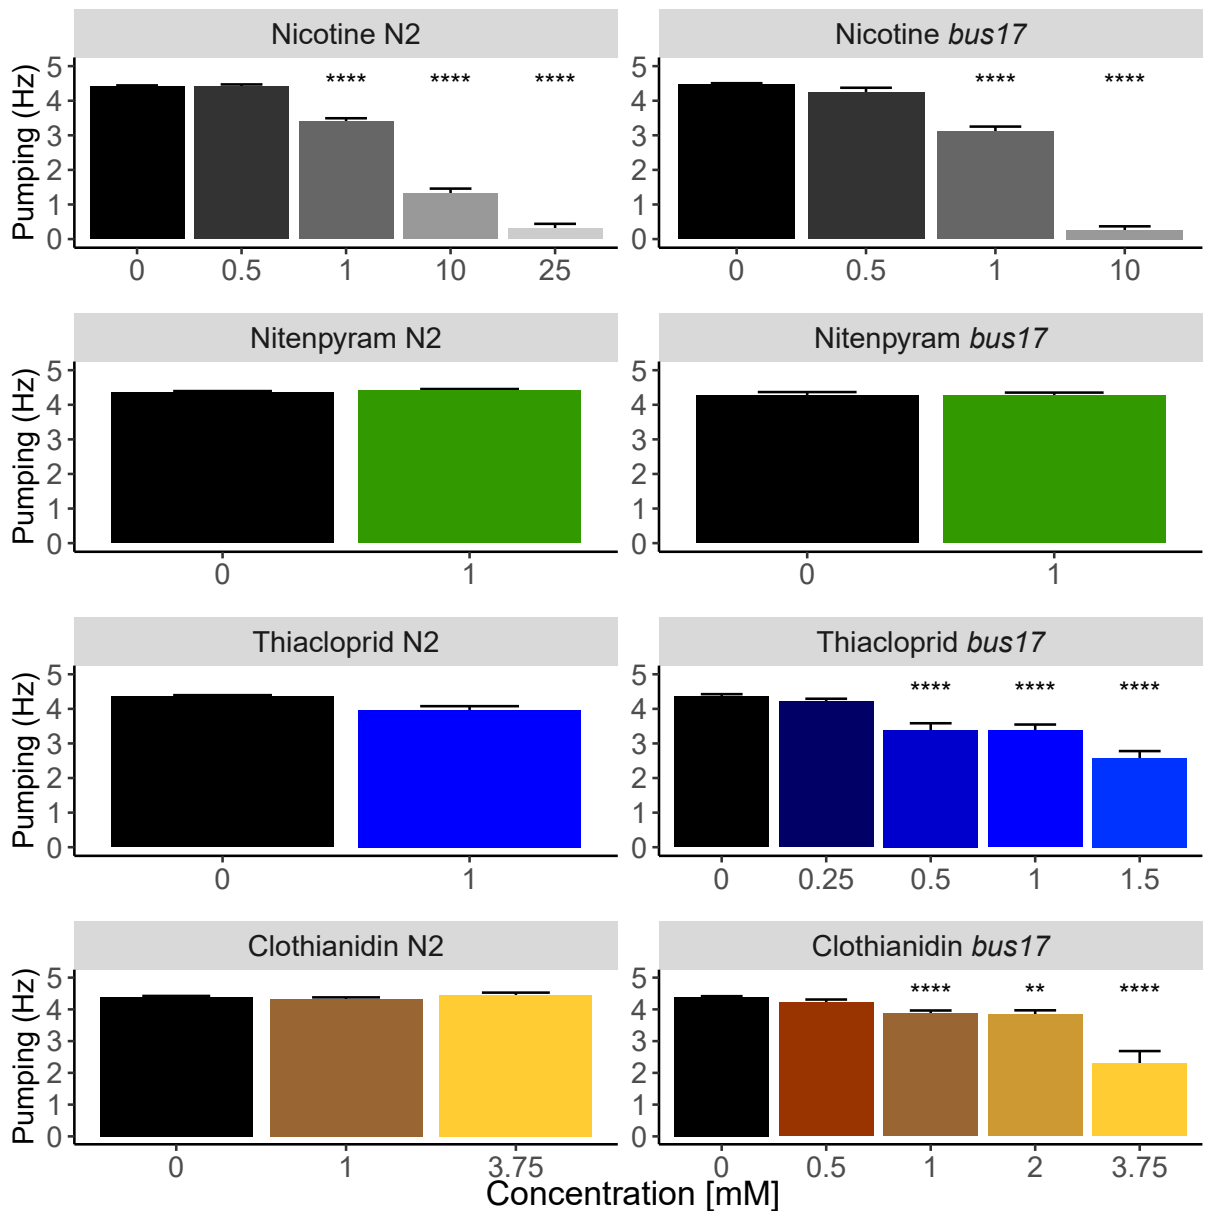 Nicotine N2
Nicotine bus17
Pumping (Hz)
5
4
3
2
1
0
**** **** ****
0 0.5 1 10 25
5
4
3
2
1
0
**** ****
0 0.5 1 10
Nitenpyram N2
Nitenpyram bus17
Pumping (Hz)
5
4
3
2
1
0
0 1
5
4
3
2
1
0
0 1
Thiacloprid N2
Thiacloprid bus17
Pumping (Hz)
5
4
3
2
1
0
0 1
5
4
3
2
1
0
**** **** ****
0 0.25 0.5 1 1.5
Clothianidin N2
Clothianidin bus17
Pumping (Hz)
5
4
3
2
1
0
0 1 3.75
5
4
3
2
1
0
**** ** ****
0 0.5 1 2 3.75
Concentration [mM]